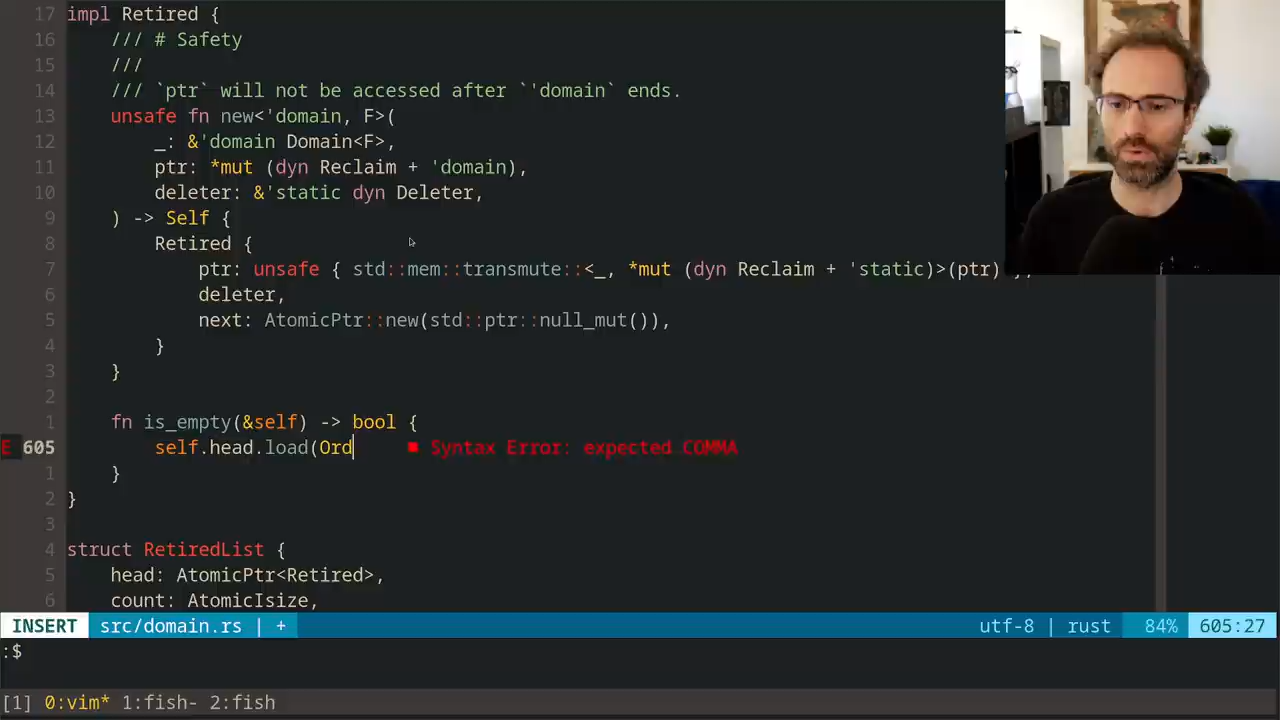 17 impl Retired {
16 /// # Safety
15 ///
14 /// `ptr` will not be accessed after `'domain` ends.
13 unsafe fn new<'domain, F>(
12 _: &'domain Domain<F>,
11 ptr: *mut (dyn Reclaim + 'domain),
10 deleter: &'static dyn Deleter,
9 ) -> Self {
8 Retired {
7 ptr: unsafe { std::mem::transmute::<_, *mut (dyn Reclaim + 'static)>(ptr) },
6 deleter,
5 next: AtomicPtr::new(std::ptr::null_mut()),
4 }
3 }
2
1 fn is_empty(&self) -> bool {
E 605 self.head.load(Ord ■ Syntax Error: expected COMMA
1 }
2 }
3
4 struct RetiredList {
5 head: AtomicPtr<Retired>,
6 count: AtomicIsize,
INSERT src/domain.rs | + utf-8 | rust 84% 605:27
:$
[1] 0:vim* 1:fish- 2:fish